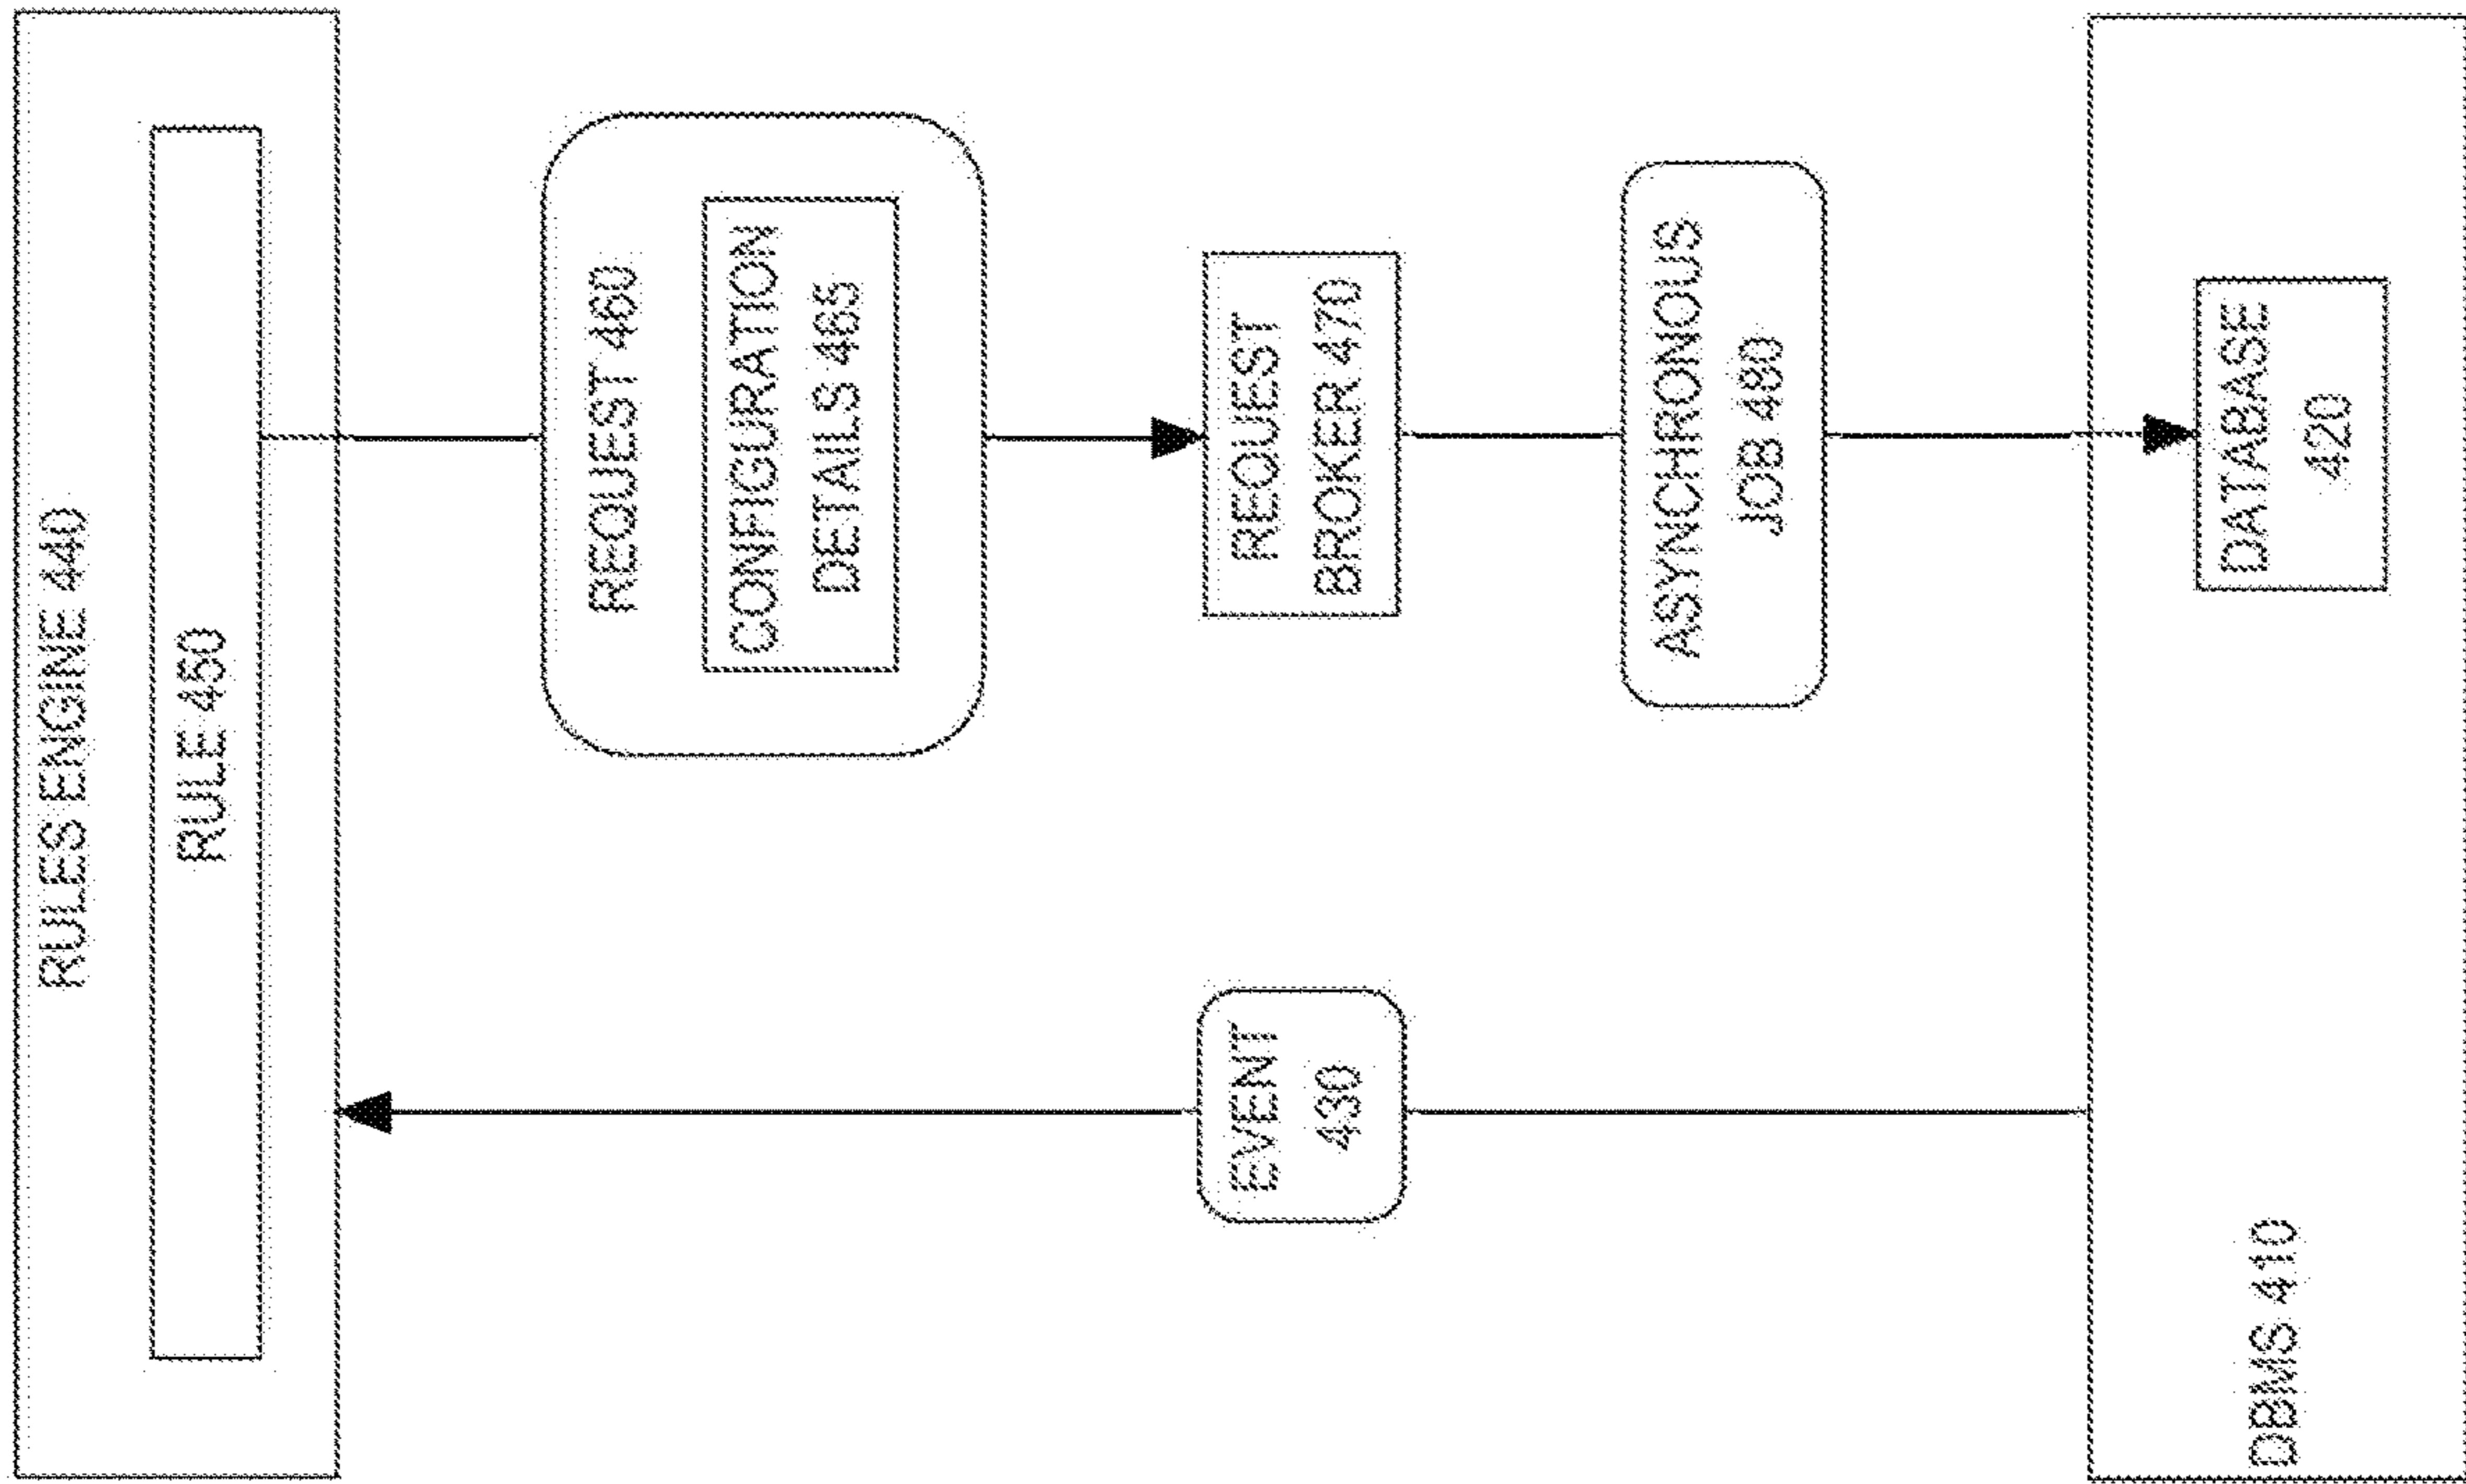 RULES ENGINE 440
RULE 450
REQUEST 460
CONFIGURATION
DETAILS 465
REQUEST
BROKER 470
ASYNCHRONOUS
JOB 480
EVENT
430
DATABASE
420
DBMS 410